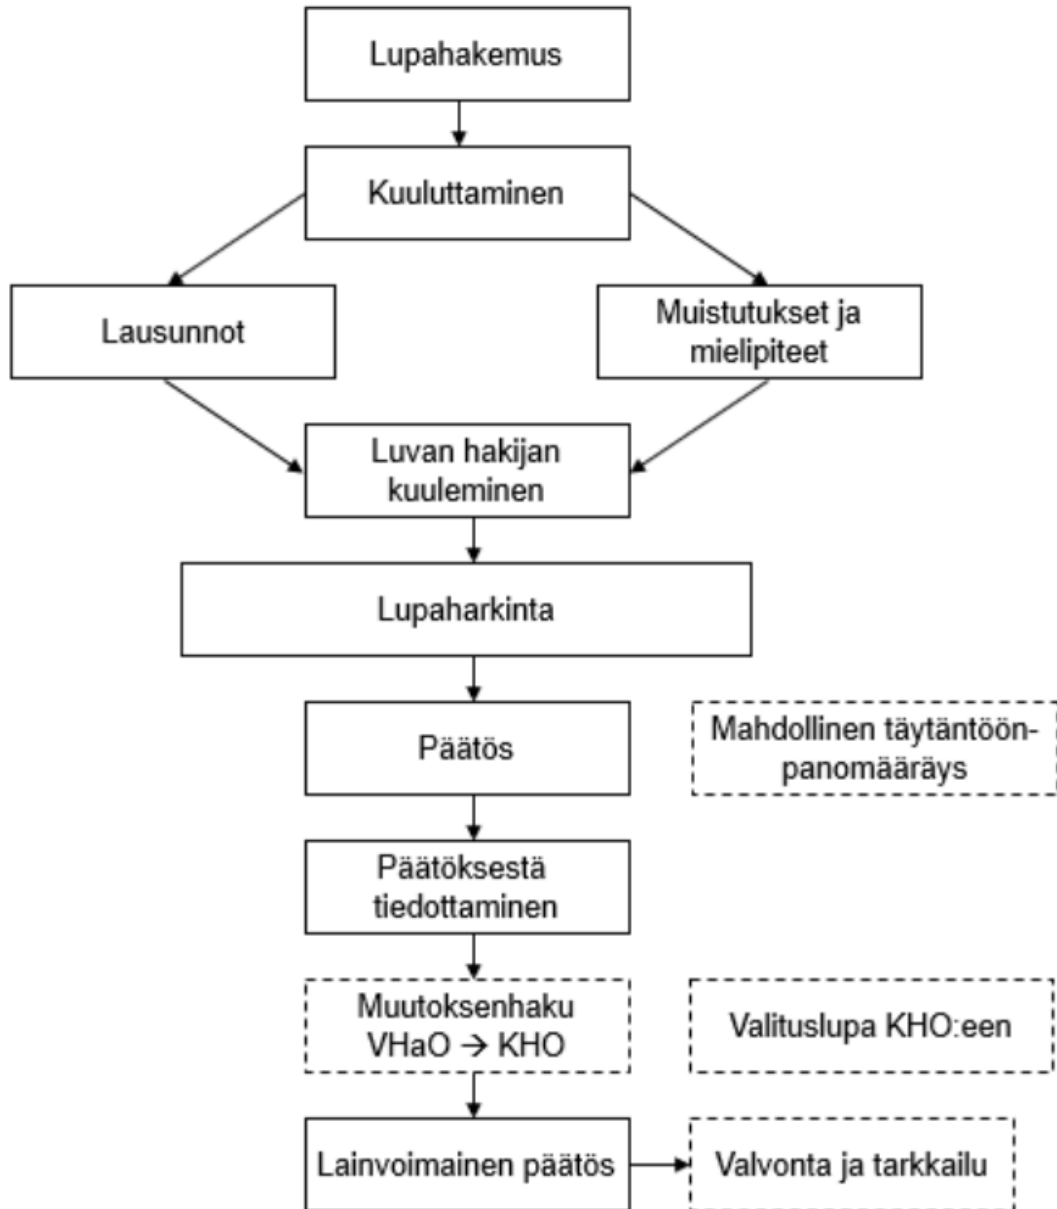 Lupahakemus
Kuuluttaminen
Lausunnot
Muistutukset ja
mielipiteet
Luvan hakijan
kuuleminen
Lupaharkinta
Päätös
Mahdollinen täytäntöön-
panomääräys
Päätöksestä
tiedottaminen
Muutoksenhaku
VHaO → KHO
Valituslupa KHO:een
Lainvoimainen päätös
Valvonta ja tarkkailu